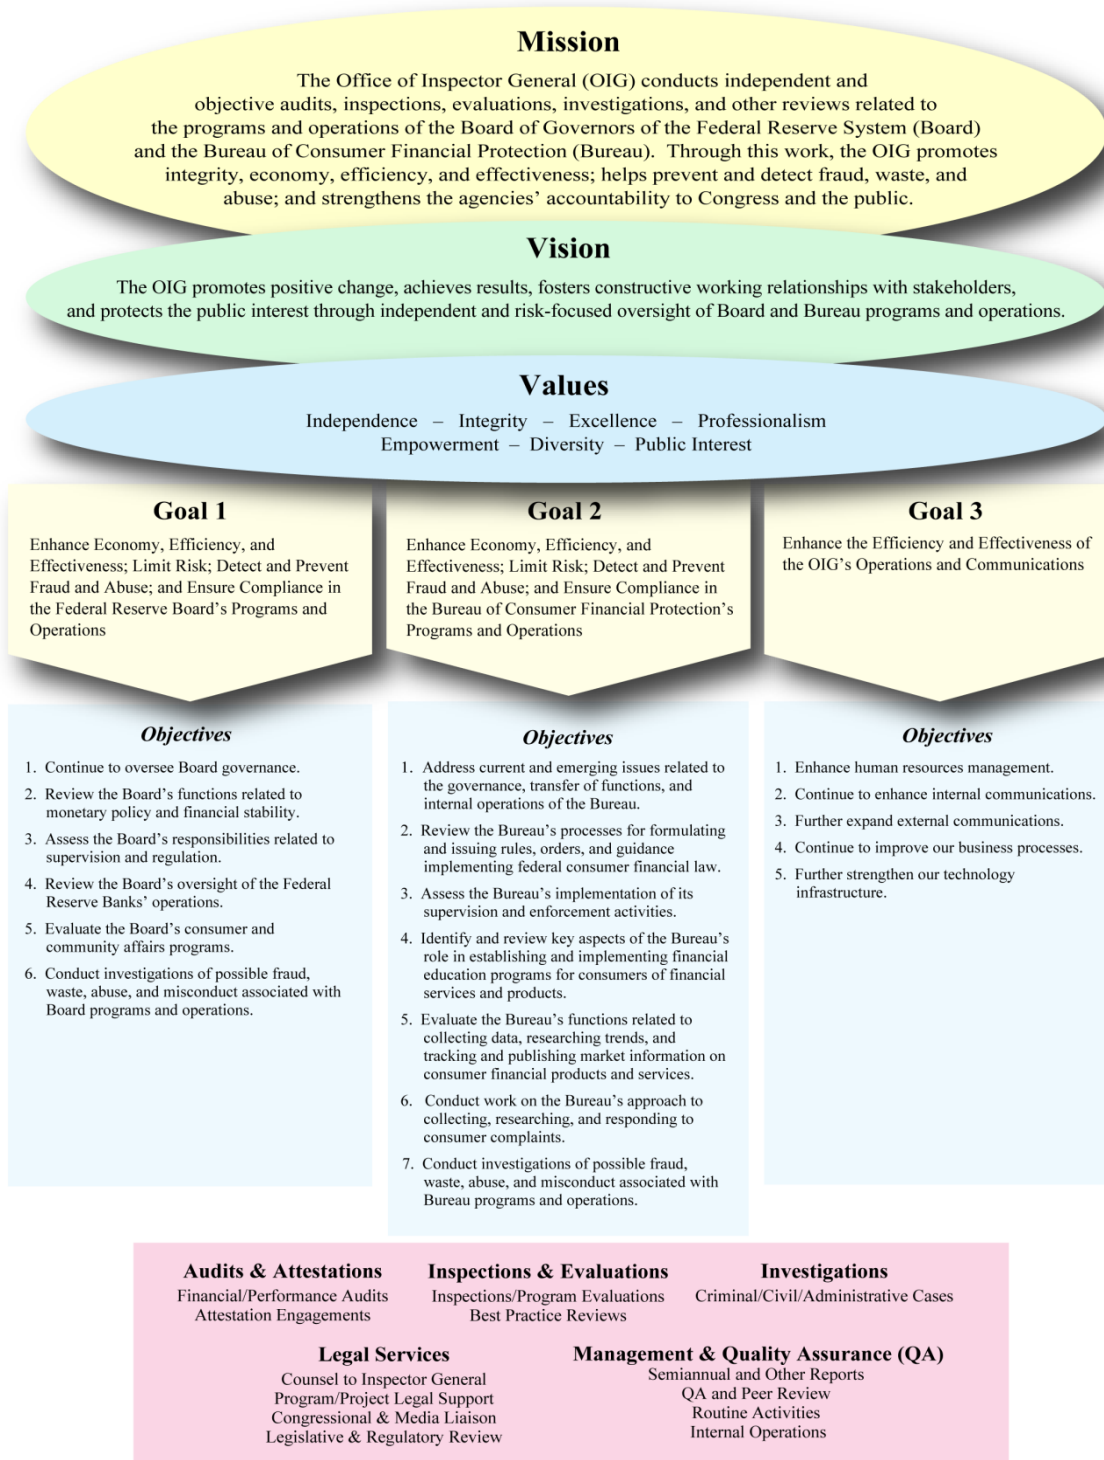 Mission
The Office of Inspector General (OIG) conducts independent and
objective audits, inspections, evaluations, investigations, and other reviews related to
the programs and operations of the Board of Governors of the Federal Reserve System (Board)
and the Bureau of Consumer Financial Protection (Bureau).  Through this work, the OIG promotes
integrity, economy, efficiency, and effectiveness; helps prevent and detect fraud, waste, and
abuse; and strengthens the agencies' accountability to Congress and the public.
Vision
The OIG promotes positive change, achieves results, fosters constructive working relationships with stakeholders,
and protects the public interest through independent and risk-focused oversight of Board and Bureau programs and operations.
Values
Independence – Integrity – Excellence – Professionalism
Empowerment – Diversity – Public Interest
Goal 1
Enhance Economy, Efficiency, and
Effectiveness; Limit Risk; Detect and Prevent
Fraud and Abuse; and Ensure Compliance in
the Federal Reserve Board's Programs and
Operations
Goal 2
Enhance Economy, Efficiency, and
Effectiveness; Limit Risk; Detect and Prevent
Fraud and Abuse; and Ensure Compliance in
the Bureau of Consumer Financial Protection's
Programs and Operations
Goal 3
Enhance the Efficiency and Effectiveness of
the OIG's Operations and Communications
Objectives
1. Continue to oversee Board governance.
2. Review the Board's functions related to
monetary policy and financial stability.
3. Assess the Board's responsibilities related to
supervision and regulation.
4. Review the Board's oversight of the Federal
Reserve Banks' operations.
5. Evaluate the Board's consumer and
community affairs programs.
6. Conduct investigations of possible fraud,
waste, abuse, and misconduct associated with
Board programs and operations.
Objectives
1. Address current and emerging issues related to
the governance, transfer of functions, and
internal operations of the Bureau.
2. Review the Bureau's processes for formulating
and issuing rules, orders, and guidance
implementing federal consumer financial law.
3. Assess the Bureau's implementation of its
supervision and enforcement activities.
4. Identify and review key aspects of the Bureau's
role in establishing and implementing financial
education programs for consumers of financial
services and products.
5. Evaluate the Bureau's functions related to
collecting data, researching trends, and
tracking and publishing market information on
consumer financial products and services.
6. Conduct work on the Bureau's approach to
collecting, researching, and responding to
consumer complaints.
7. Conduct investigations of possible fraud,
waste, abuse, and misconduct associated with
Bureau programs and operations.
Objectives
1. Enhance human resources management.
2. Continue to enhance internal communications.
3. Further expand external communications.
4. Continue to improve our business processes.
5. Further strengthen our technology
infrastructure.
Audits & Attestations
Financial/Performance Audits
Attestation Engagements
Inspections & Evaluations
Inspections/Program Evaluations
Best Practice Reviews
Investigations
Criminal/Civil/Administrative Cases
Legal Services
Counsel to Inspector General
Program/Project Legal Support
Congressional & Media Liaison
Legislative & Regulatory Review
Management & Quality Assurance (QA)
Semiannual and Other Reports
QA and Peer Review
Routine Activities
Internal Operations